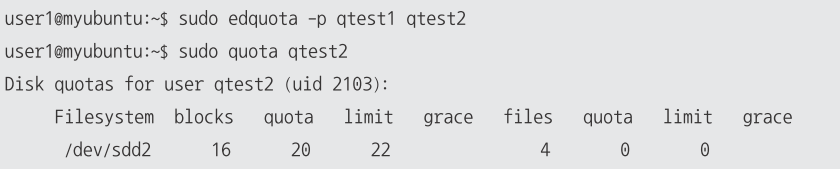 user1@myubuntu:~$ sudo edquota -p qtest1 qtest2
user1@myubuntu:~$ sudo quota qtest2
Disk quotas for user qtest2 (uid 2103):
Filesystem blocks quota limit grace files quota limit grace
/dev/sdd2 16 20 22 4 0 0